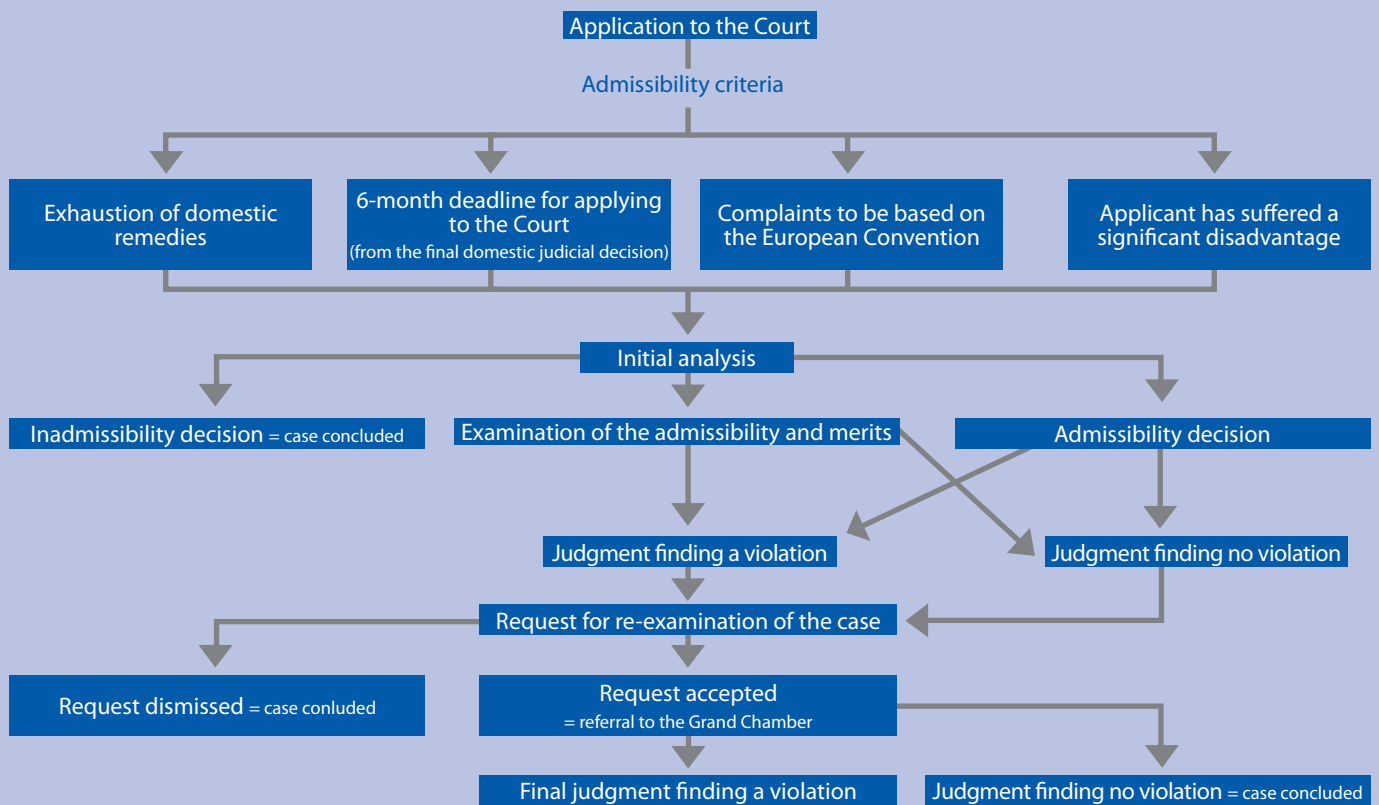 Application to the Court
Admissibility criteria
Exhaustion of domestic
remedies
6-month deadline for applying
to the Court
(from the final domestic judicial decision)
Complaints to be based on
the European Convention
Applicant has suffered a
significant disadvantage
Initial analysis
Inadmissibility decision = case concluded
Examination of the admissibility and merits
Admissibility decision
Judgment finding a violation
Judgment finding no violation
Request for re-examination of the case
Request dismissed = case conluded
Request accepted
= referral to the Grand Chamber
Final judgment finding a violation
Judgment finding no violation = case concluded